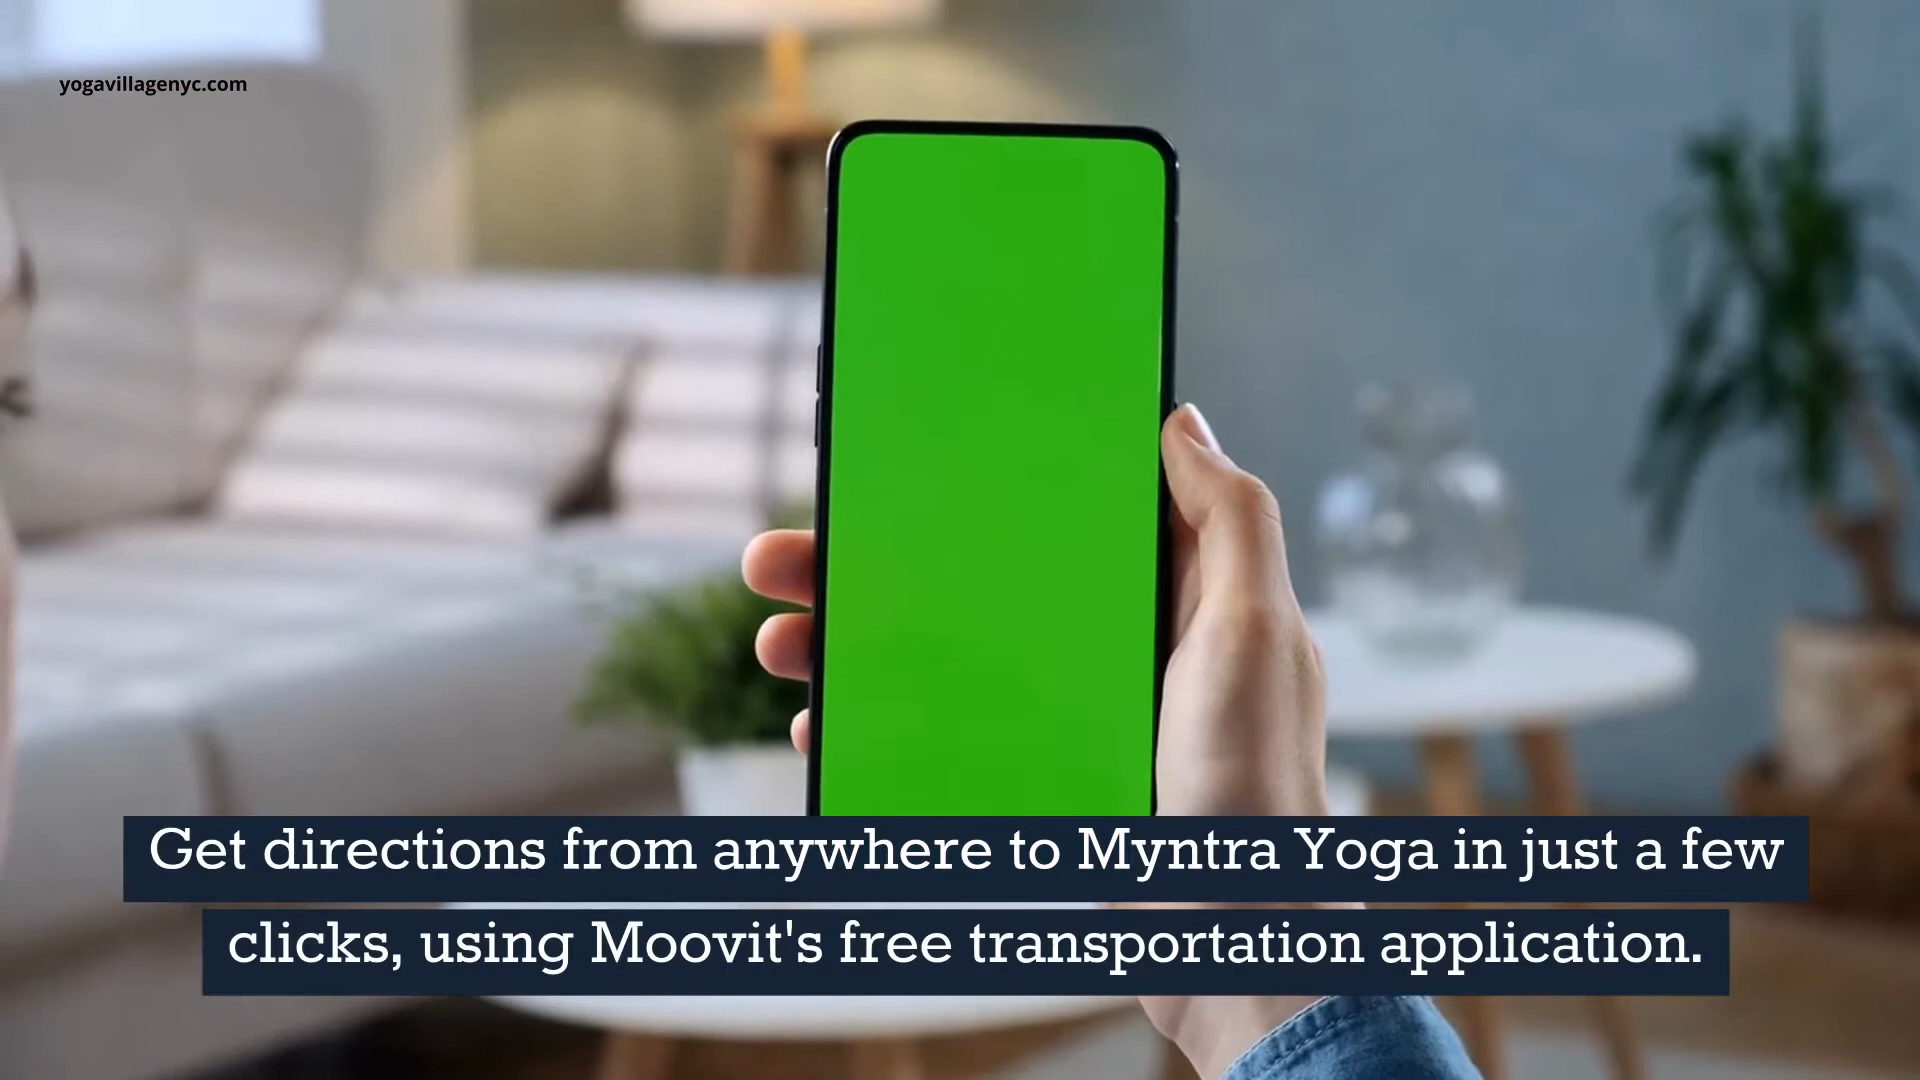 yogavillagenyc.com
Get directions from anywhere to Myntra Yoga in just a few
clicks, using Moovit's free transportation application.